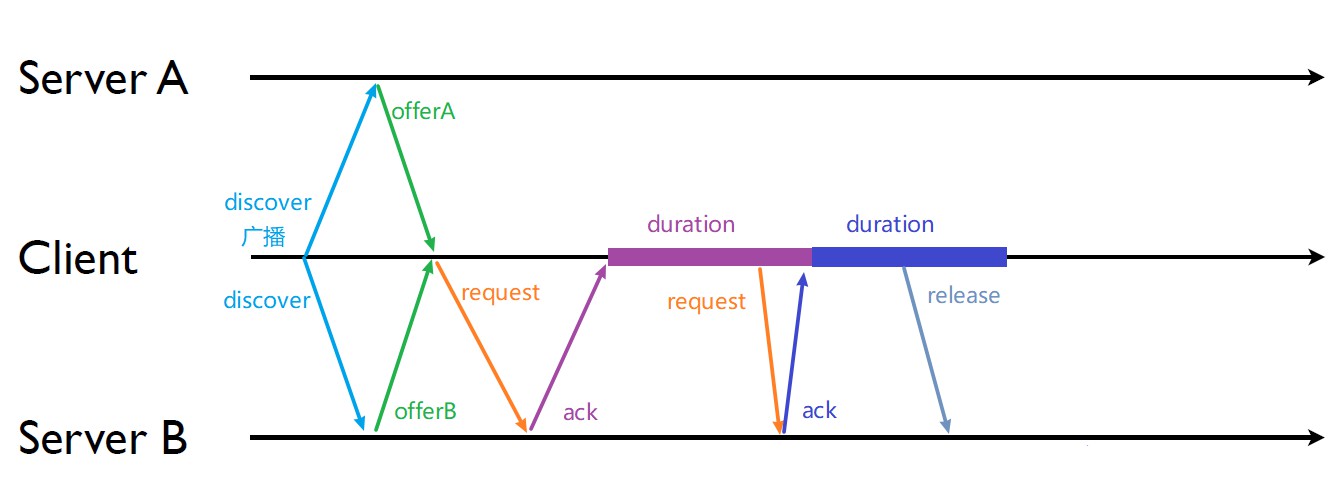 Server A
offerA
discover
广播
duration
duration
Client
discover
request
request
release
offerB
ack
ack
Server B